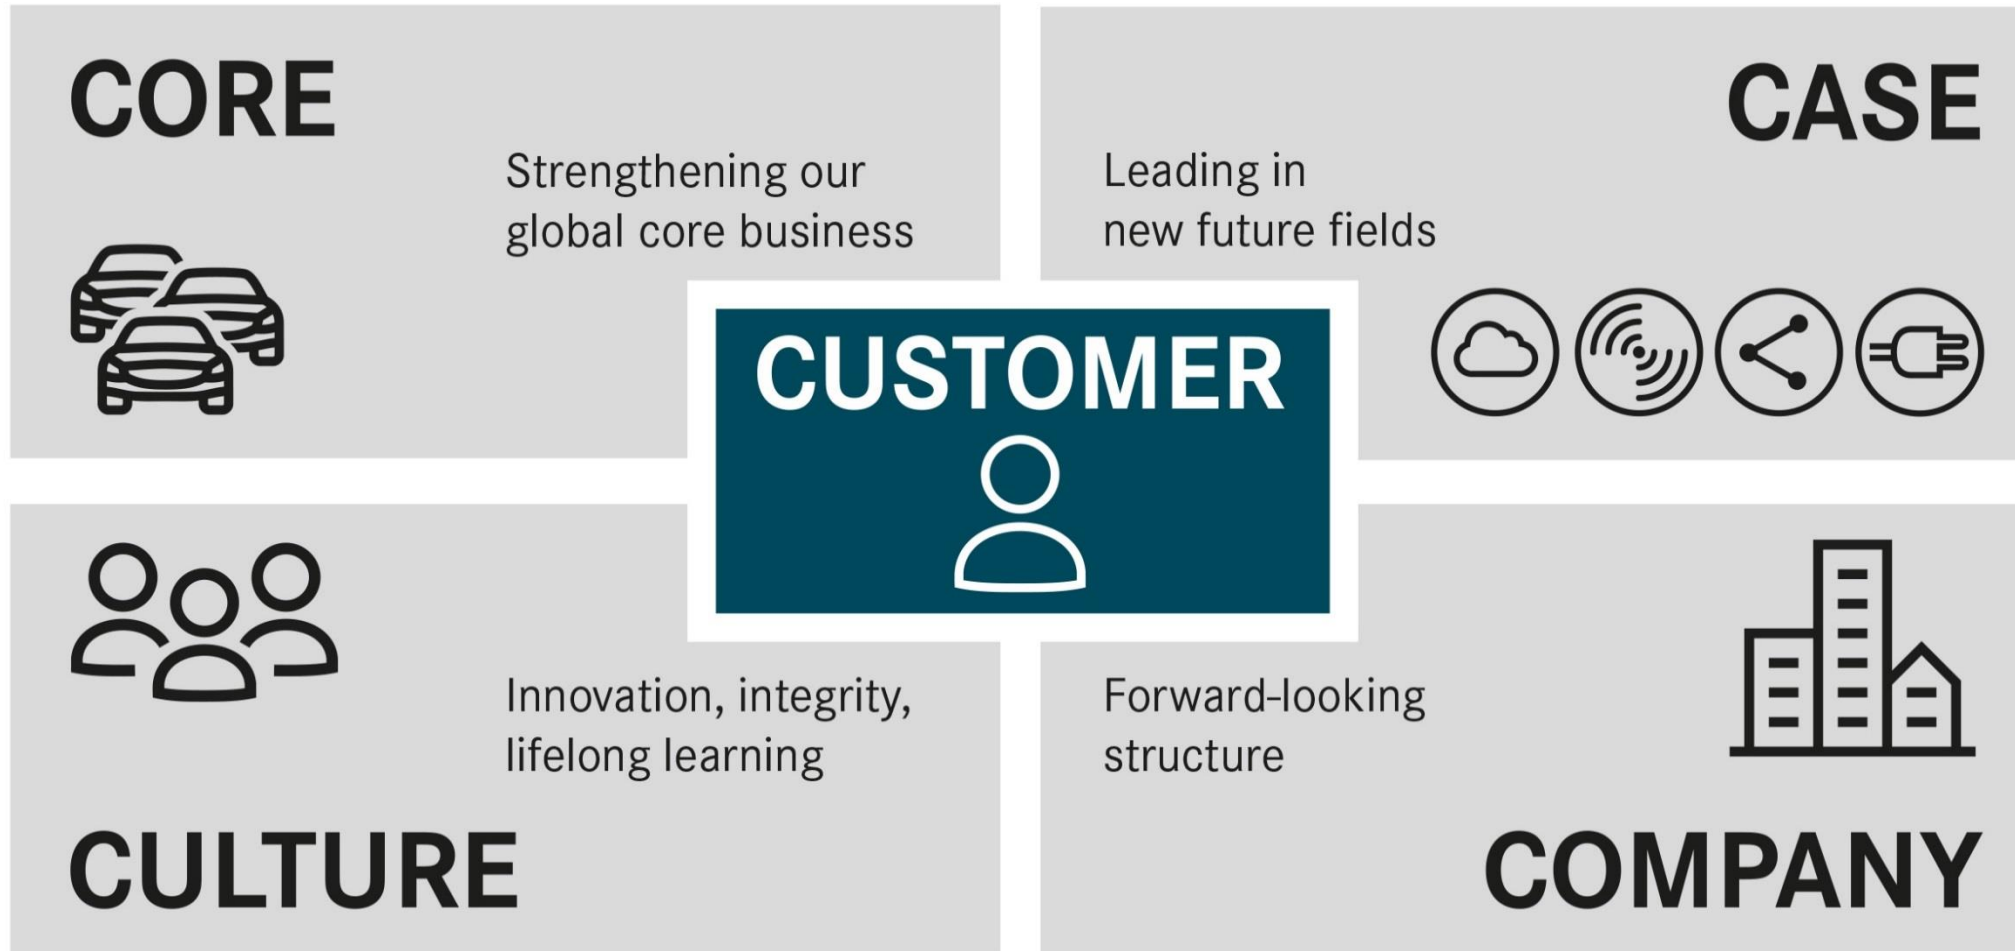 CORE
Strengthening our
global core business
CASE
Leading in
new future fields
CUSTOMER
Innovation, integrity,
lifelong learning
CULTURE
Forward-looking
structure
COMPANY